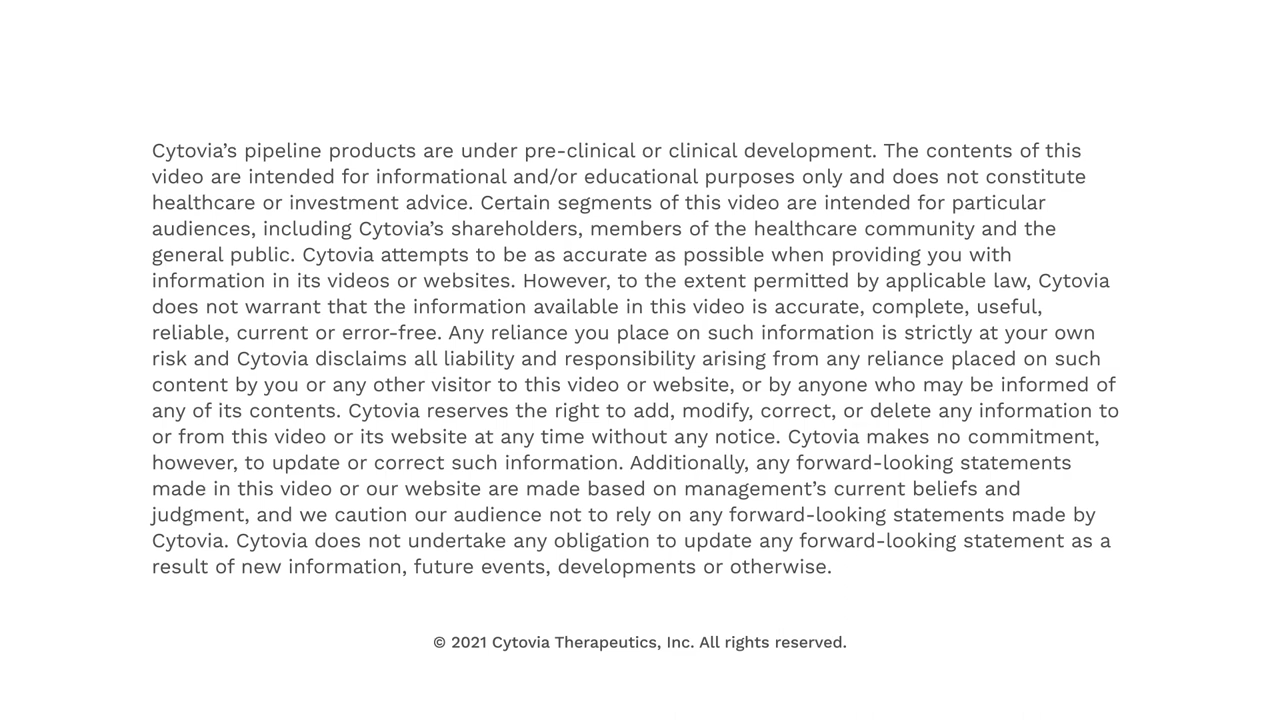 Cytovia’s pipeline products are under pre-clinical or clinical development. The contents of this
video are intended for informational and/or educational purposes only and does not constitute
healthcare or investment advice. Certain segments of this video are intended for particular
audiences, including Cytovia’s shareholders, members of the healthcare community and the
general public. Cytovia attempts to be as accurate as possible when providing you with
information in its videos or websites. However, to the extent permitted by applicable law, Cytovia
does not warrant that the information available in this video is accurate, complete, useful,
reliable, current or error-free. Any reliance you place on such information is strictly at your own
risk and Cytovia disclaims all liability and responsibility arising from any reliance placed on such
content by you or any other visitor to this video or website, or by anyone who may be informed of
any of its contents. Cytovia reserves the right to add, modify, correct, or delete any information to
or from this video or its website at any time without any notice. Cytovia makes no commitment,
however, to update or correct such information. Additionally, any forward-looking statements
made in this video or our website are made based on management’s current beliefs and
judgment, and we caution our audience not to rely on any forward-looking statements made by
Cytovia. Cytovia does not undertake any obligation to update any forward-looking statement as a
result of new information, future events, developments or otherwise.
© 2021 Cytovia Therapeutics, Inc. All rights reserved.